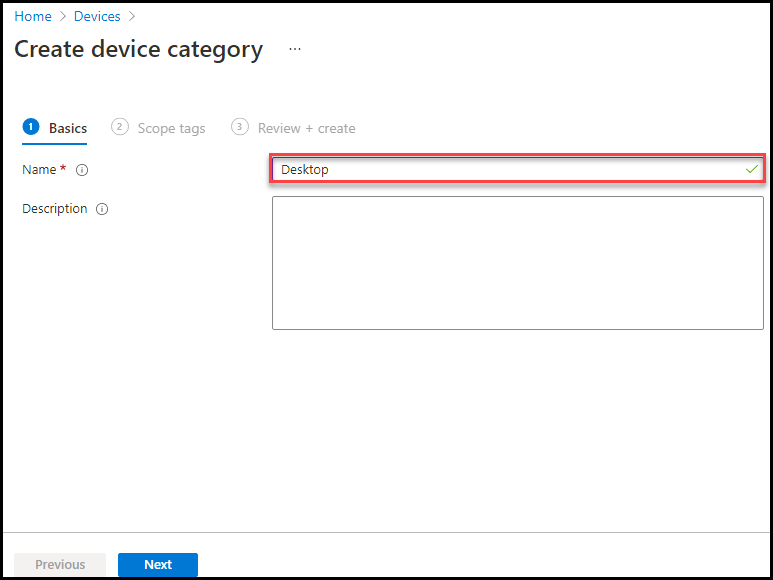 Home > Devices >
Create device category ...
1 Basics 2 Scope tags 3 Review + create
Name *
Desktop
Description
Previous Next